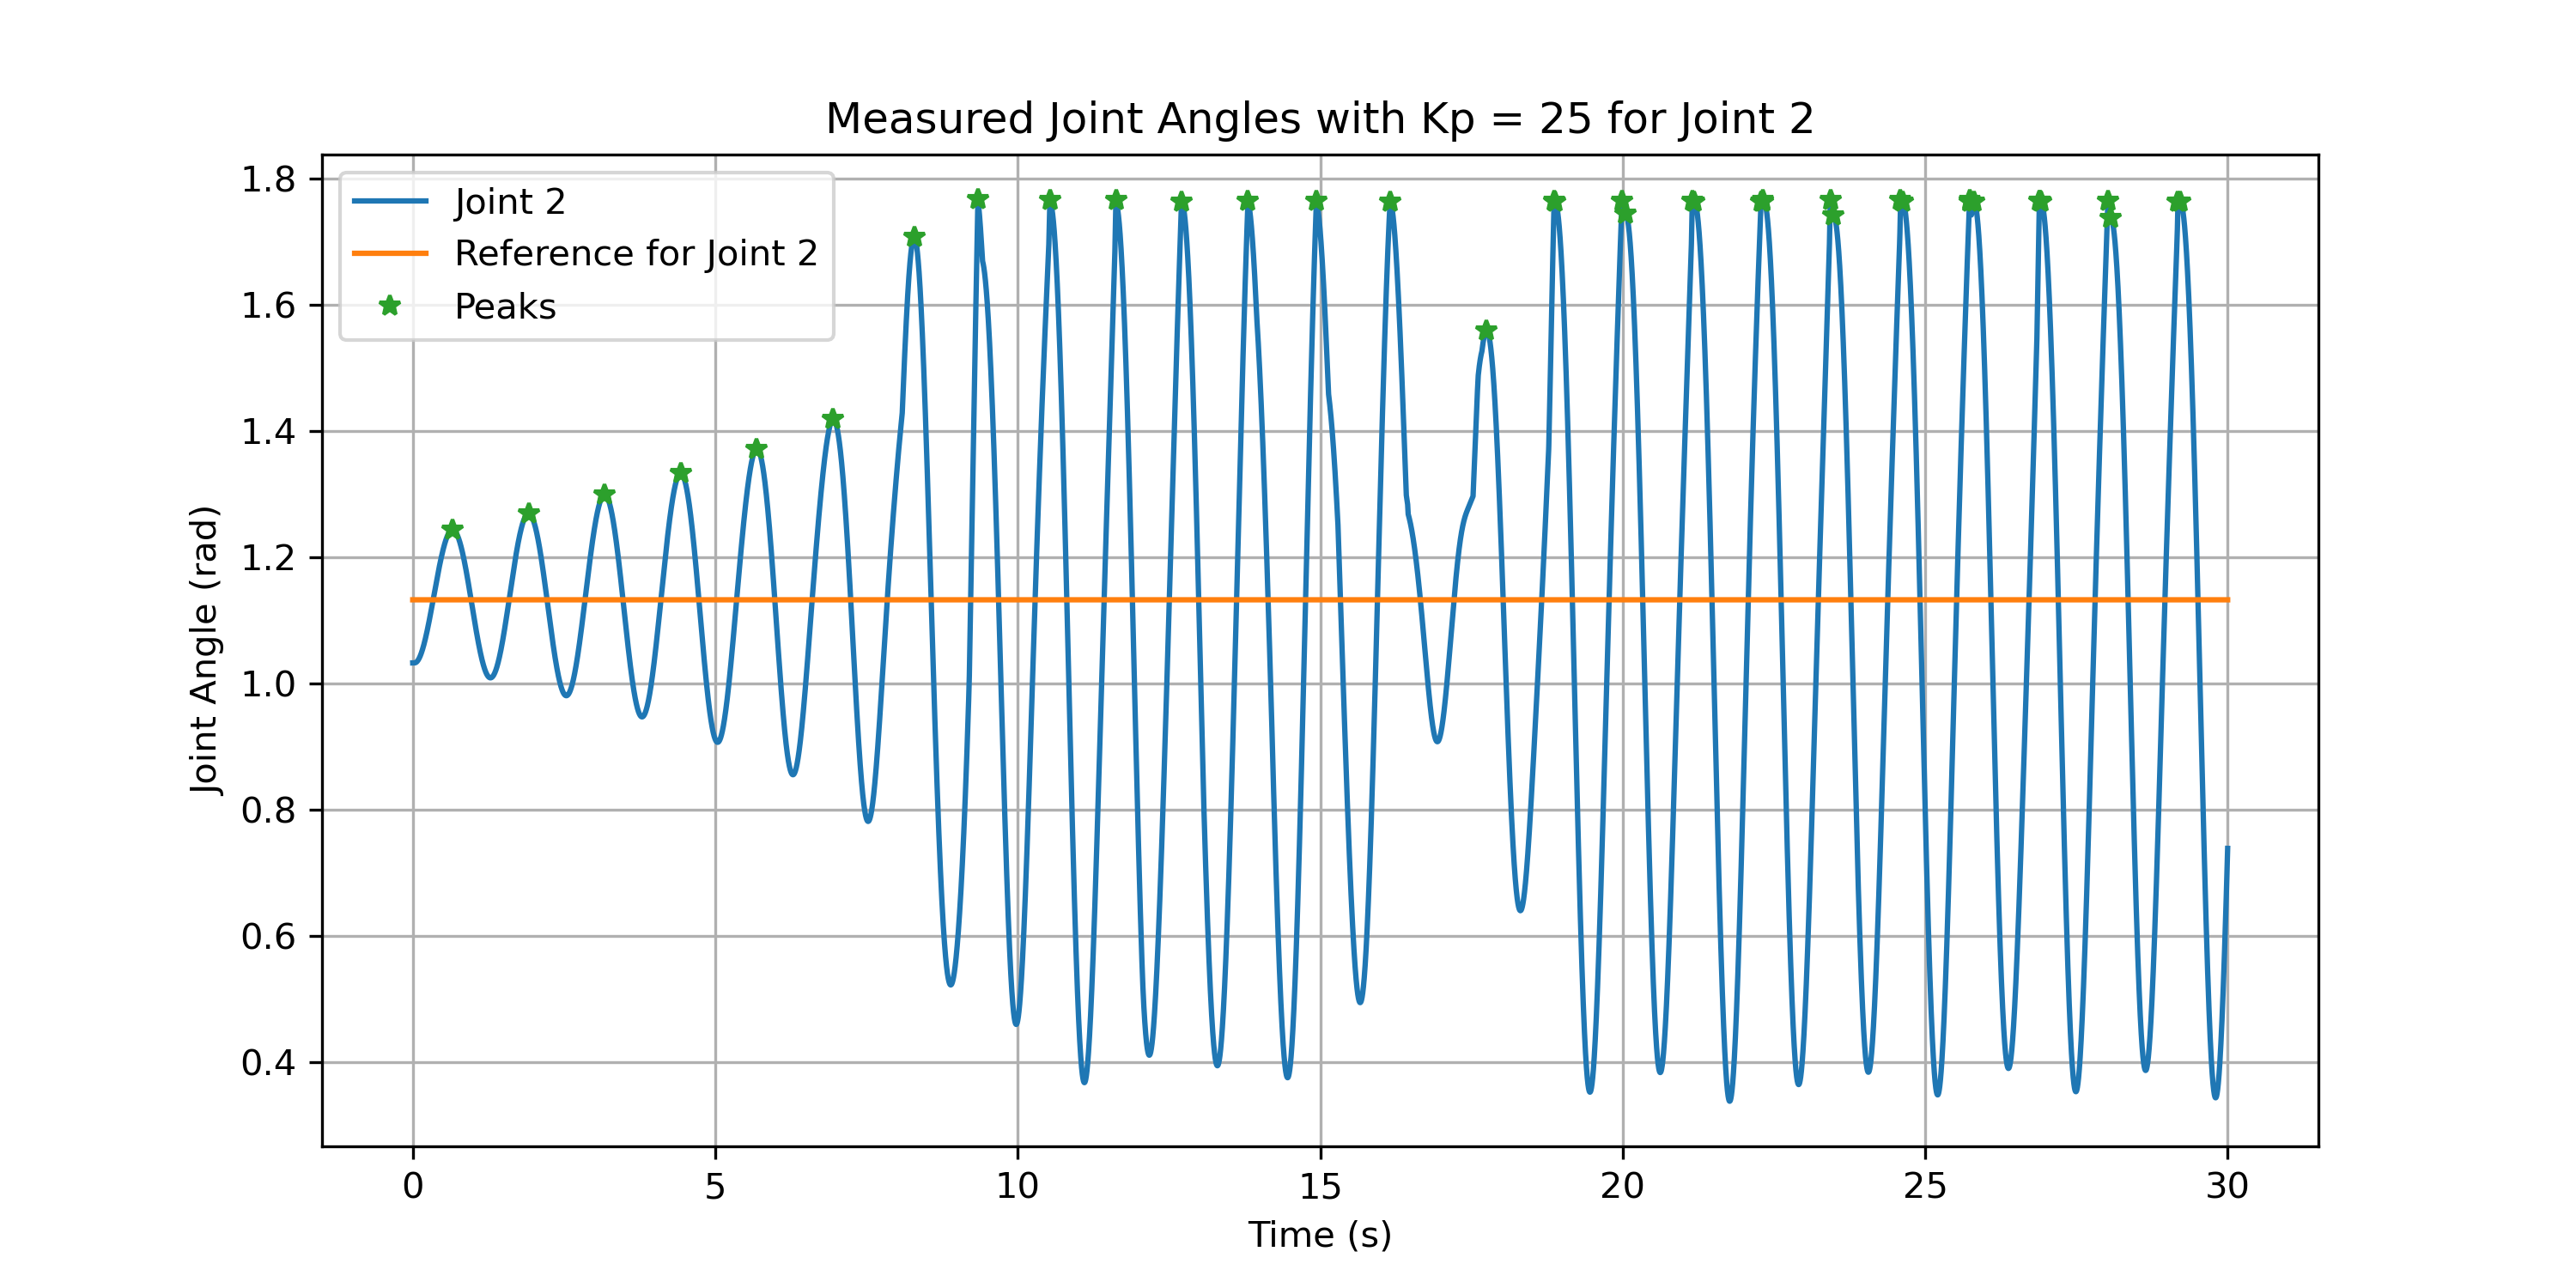 Measured Joint Angles with Kp = 25 for Joint 2
Joint 2
Reference for Joint 2
Peaks
Joint Angle (rad)
1.8
1.6
1.4
1.2
1.0
0.8
0.6
0.4
0 5 10 15 20 25 30
Time (s)